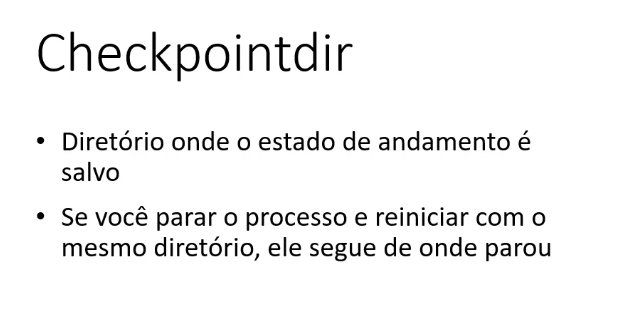 Checkpointdir
• Diretório onde o estado de andamento é
salvo
• Se você parar o processo e reiniciar com o
mesmo diretório, ele segue de onde parou